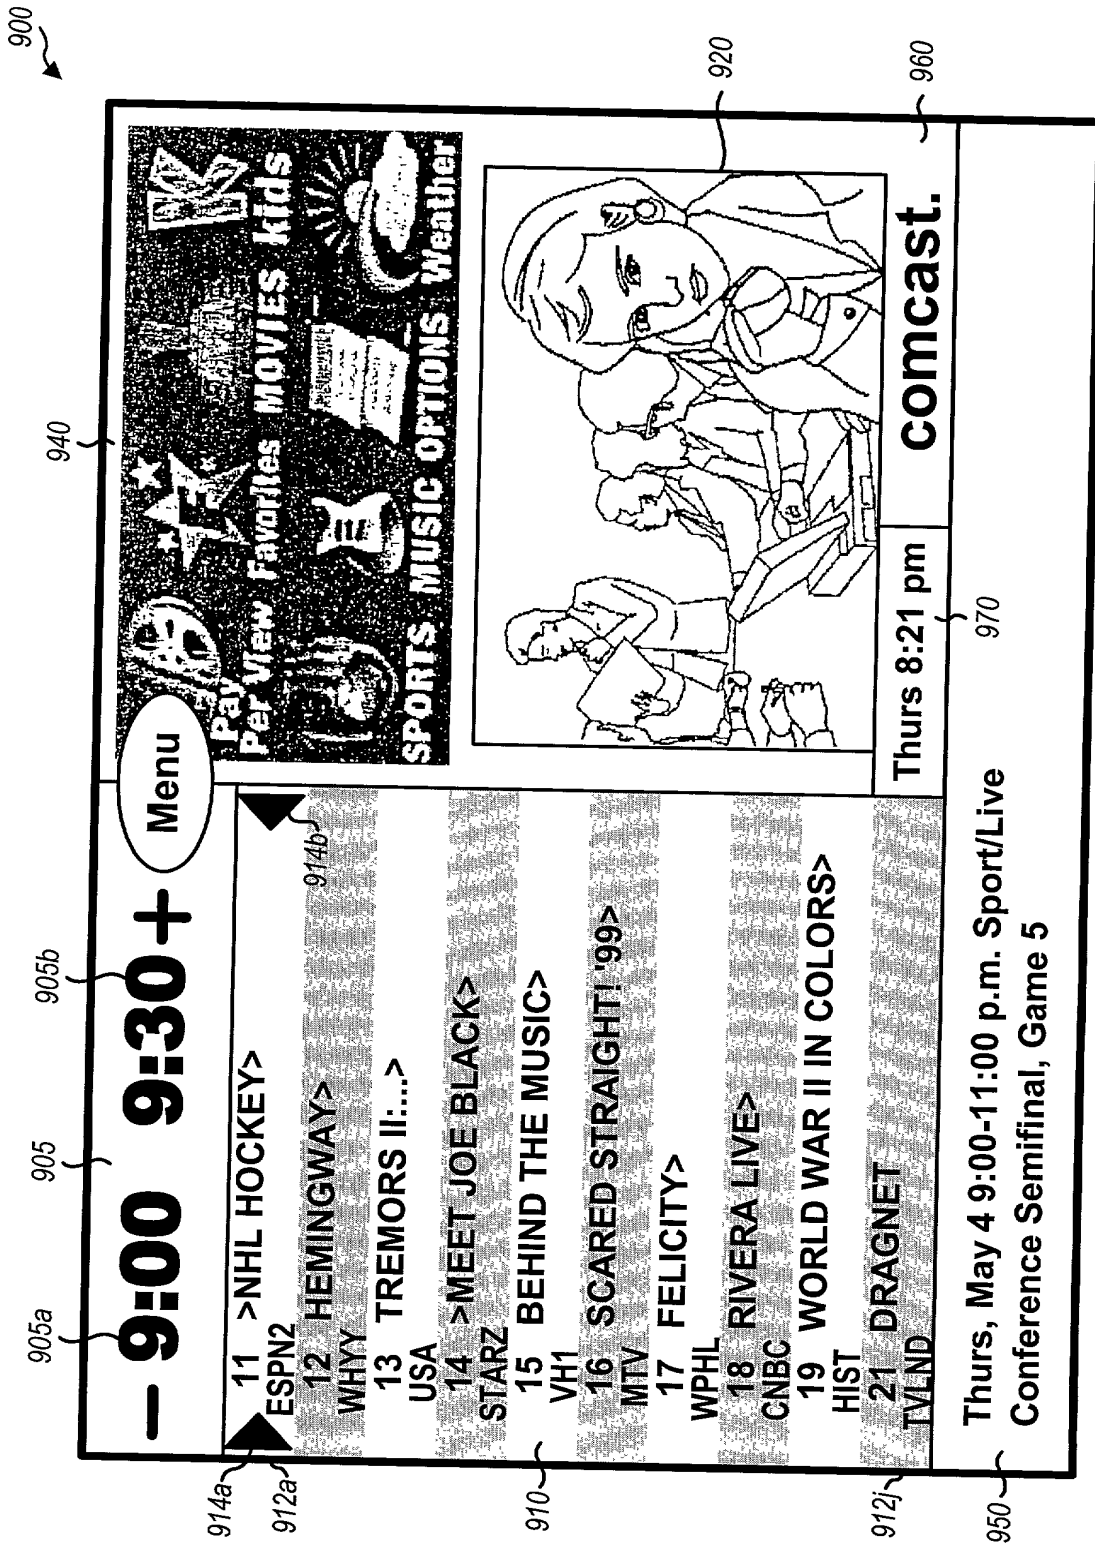 900
905a
905
905b
940
− 9:00 9:30 +
Menu
Pay
Per View Favorites MOVIES kids
SPORTS MUSIC OPTIONS Weather
914a
912a
914b
11 >NHL HOCKEY>
ESPN2
12 HEMINGWAY>
WHYY
13 TREMORS II:...>
USA
14 >MEET JOE BLACK>
STARZ
15 BEHIND THE MUSIC>
VH1
16 SCARED STRAIGHT! '99>
MTV
17 FELICITY>
WPHL
18 RIVERA LIVE>
CNBC
19 WORLD WAR II IN COLORS>
HIST
21 DRAGNET
TVLND
910
912j
920
Thurs 8:21 pm
comcast.
960
970
950
Thurs, May 4 9:00-11:00 p.m. Sport/Live
Conference Semifinal, Game 5